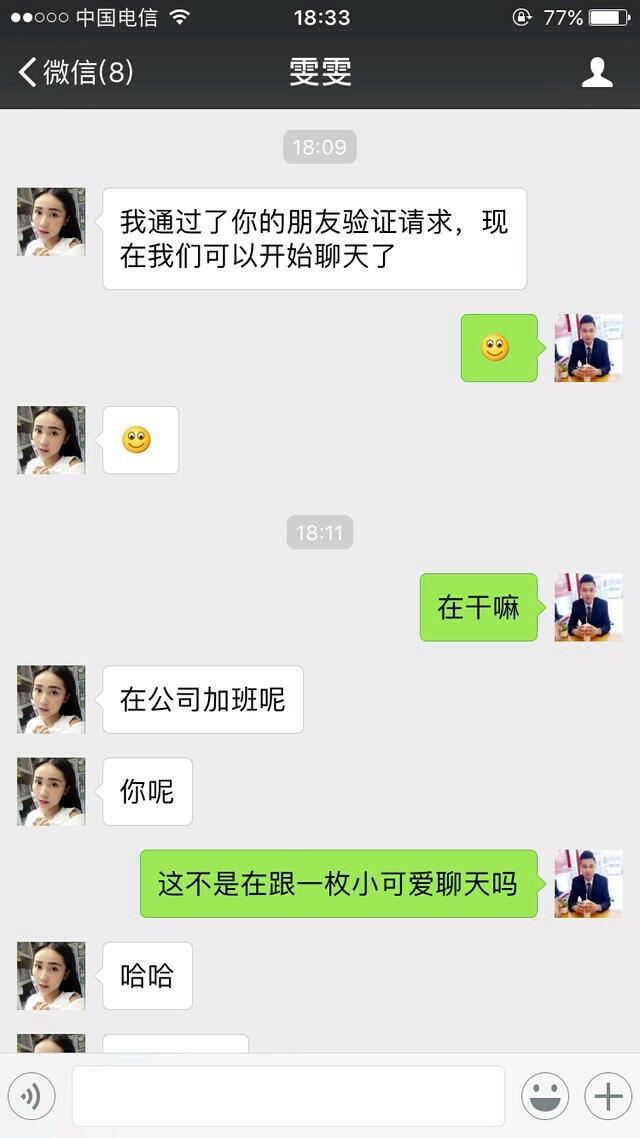 中国电信 18:33 77%
微信(8) 雯雯
18:09
我通过了你的朋友验证请求，现
在我们可以开始聊天了
18:11
在干嘛
在公司加班呢
你呢
这不是在跟一枚小可爱聊天吗
哈哈